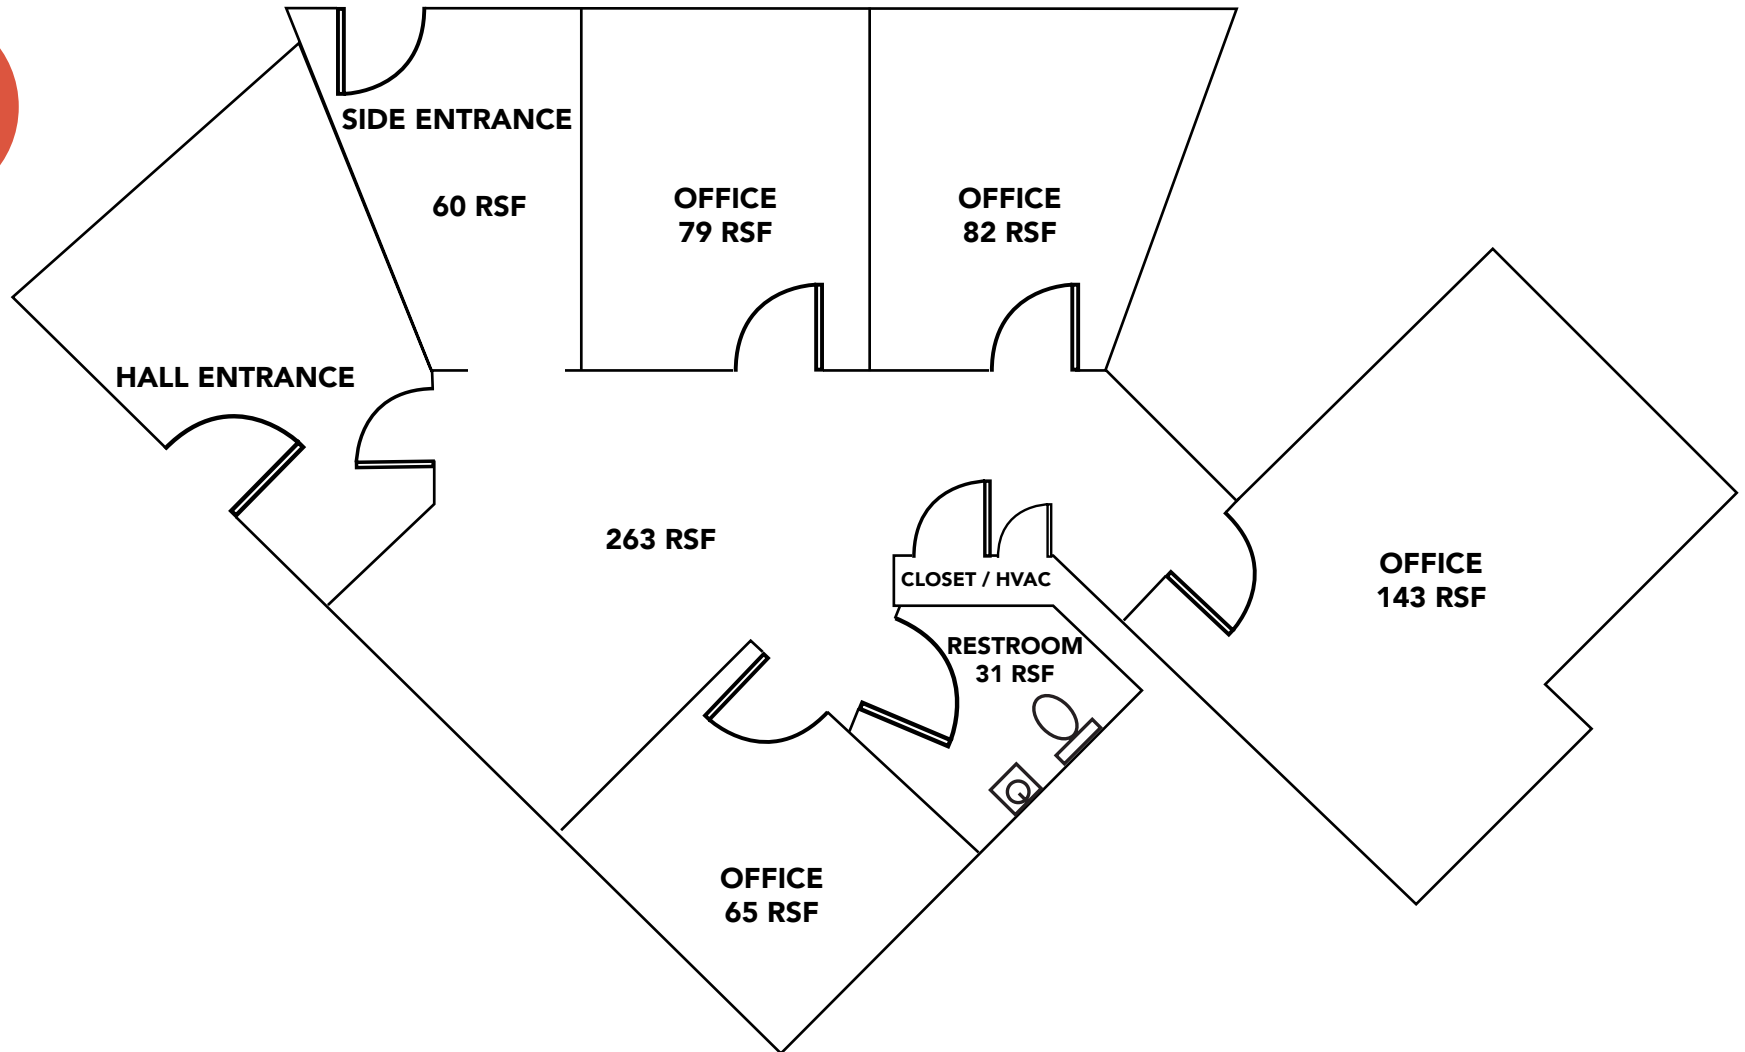 SIDE ENTRANCE
60 RSF
OFFICE
79 RSF
OFFICE
82 RSF
HALL ENTRANCE
263 RSF
CLOSET / HVAC
OFFICE
143 RSF
RESTROOM
31 RSF
OFFICE
65 RSF